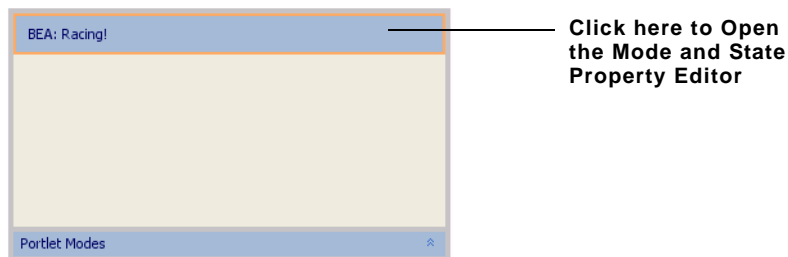 BEA: Racing!
Click here to Open
the Mode and State
Property Editor
Portlet Modes